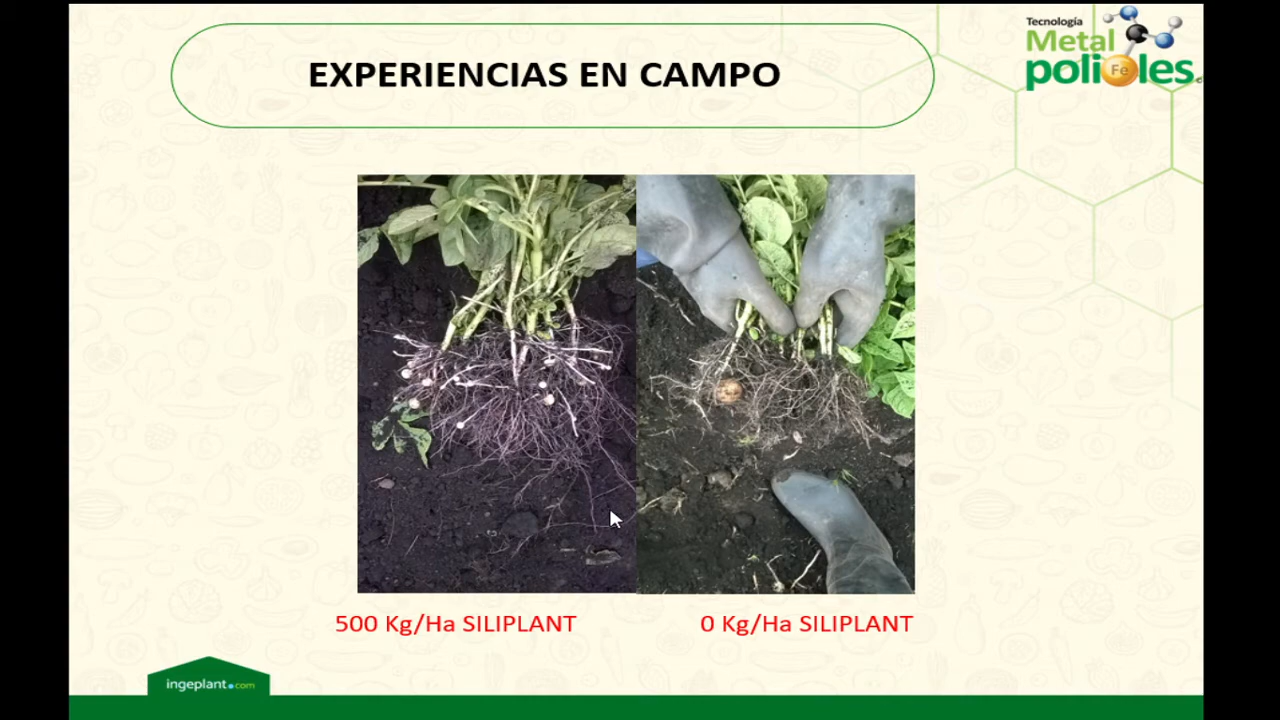 EXPERIENCIAS EN CAMPO
Tecnología
Metal
polioles
Fe
500 Kg/Ha SILIPLANT
0 Kg/Ha SILIPLANT
ingeplant.com